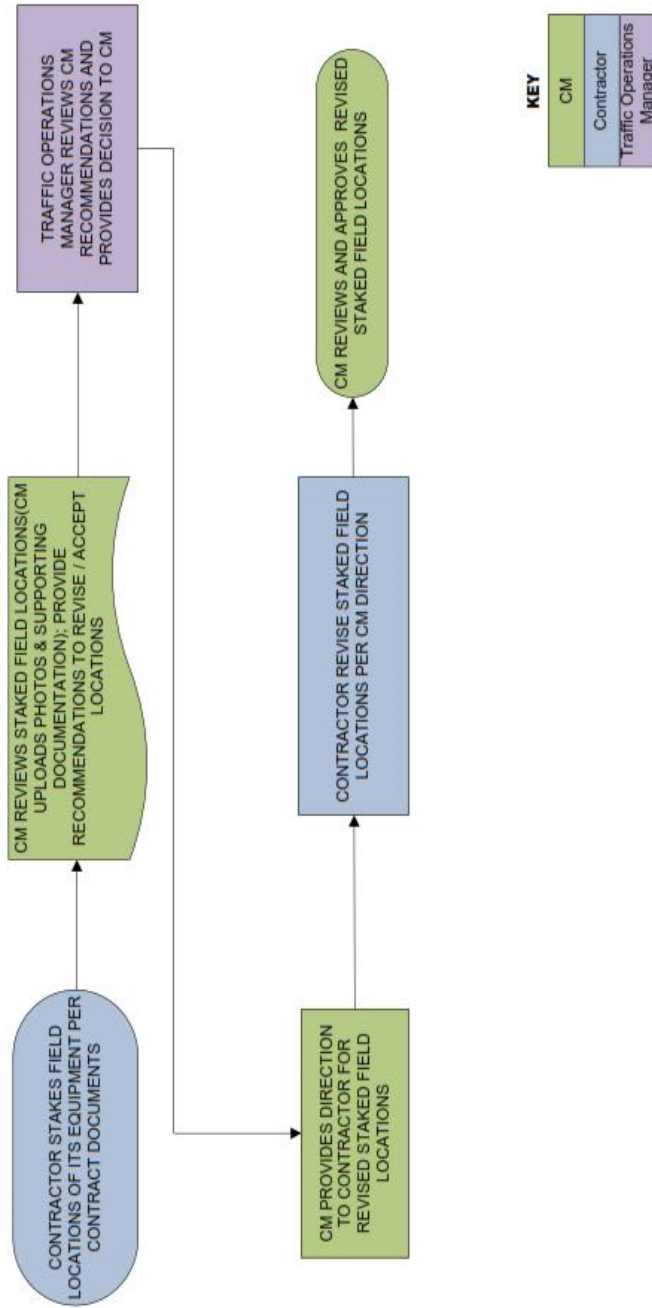 CONTRACTOR STAKES FIELD
LOCATIONS OF ITS EQUIPMENT PER
CONTRACT DOCUMENTS
CM REVIEWS STAKED FIELD LOCATIONS(CM
UPLOADS PHOTOS & SUPPORTING
DOCUMENTATION); PROVIDE
RECOMMENDATIONS TO REVISE / ACCEPT
LOCATIONS
TRAFFIC OPERATIONS
MANAGER REVIEWS CM
RECOMMENDATIONS AND
PROVIDES DECISION TO CM
CM PROVIDES DIRECTION
TO CONTRACTOR FOR
REVISED STAKED FIELD
LOCATIONS
CONTRACTOR REVISE STAKED FIELD
LOCATIONS PER CM DIRECTION
CM REVIEWS AND APPROVES REVISED
STAKED FIELD LOCATIONS
KEY
CM
Contractor
Traffic Operations
Manager